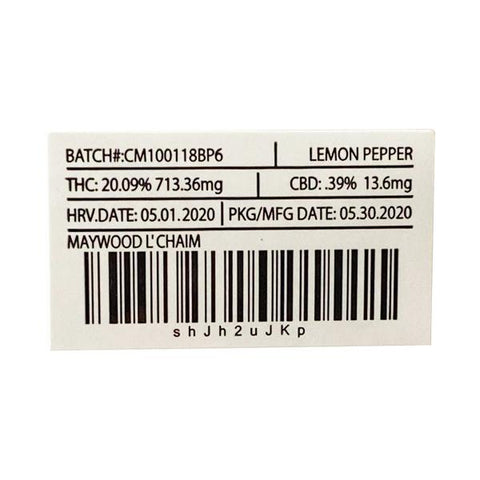 BATCH#:CM100118BP6 LEMON PEPPER
THC: 20.09% 713.36mg CBD: .39% 13.6mg
HRV.DATE: 05.01.2020 PKG/MFG DATE: 05.30.2020
MAYWOOD L'CHAIM
shJh2uJKp